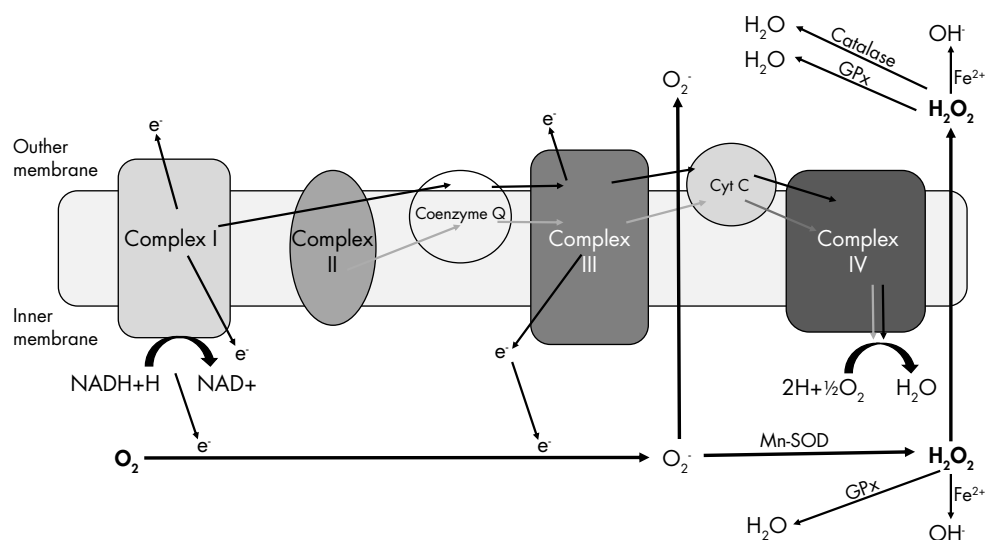 H₂O
Catalase
OH⁻
H₂O
GPx
Fe²⁺
O₂⁻
H₂O₂
e⁻
e⁻
Outher
membrane
Cyt C
Coenzyme Q
Complex I
Complex
II
Complex
III
Complex
IV
Inner
membrane
e⁻
e⁻
NADH+H
NAD+
2H+½O₂
H₂O
O₂
e⁻
e⁻
O₂⁻
Mn-SOD
H₂O₂
GPx
Fe²⁺
H₂O
OH⁻